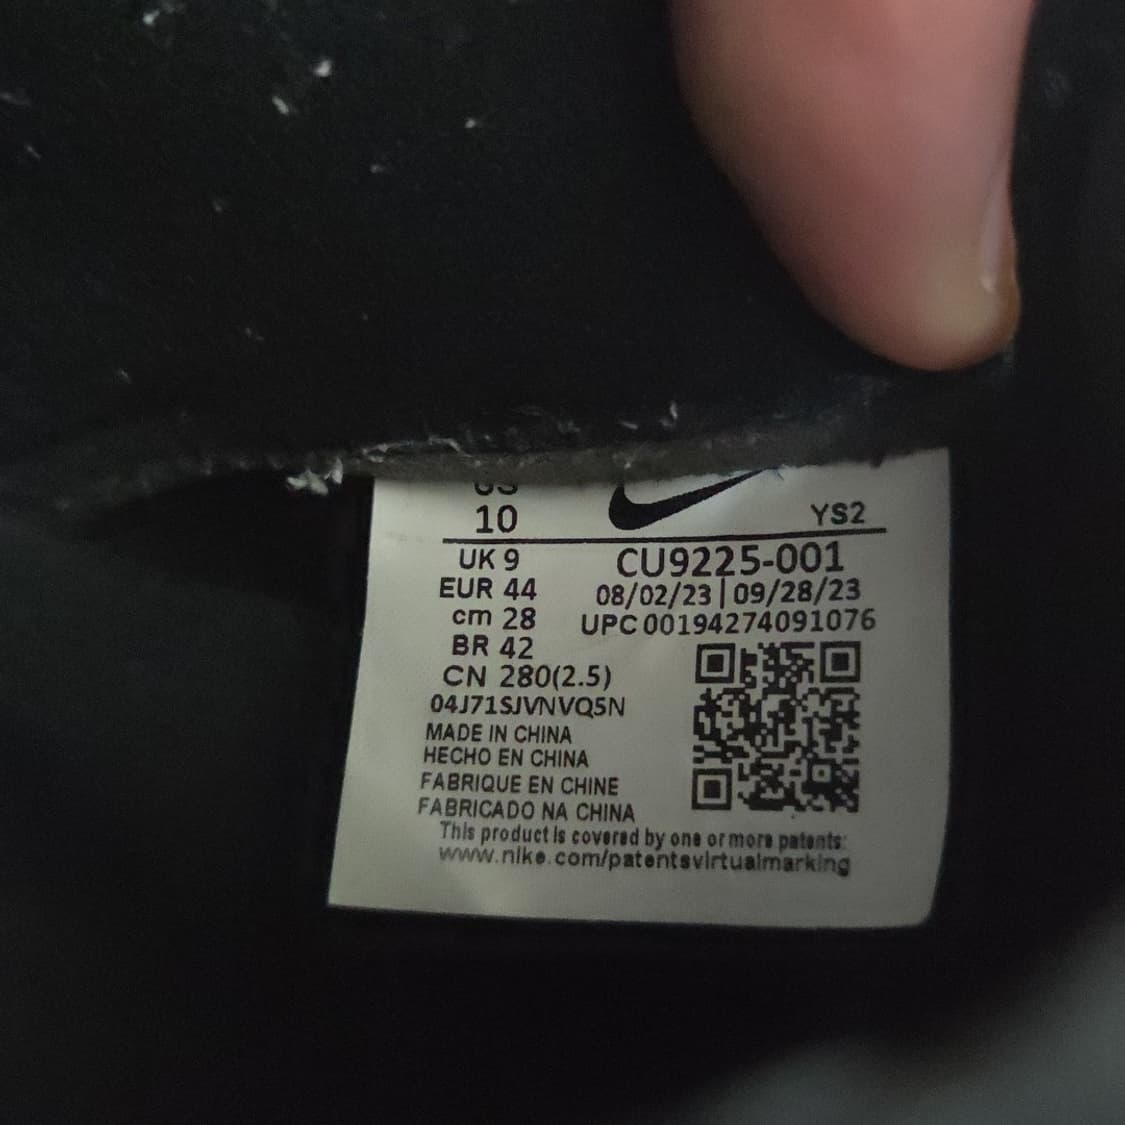 US
10
YS2
UK 9
CU9225-001
EUR 44
08/02/23|09/28/23
cm 28
UPC 00194274091076
BR 42
CN 280(2.5)
04J71SJVNVQ5N
MADE IN CHINA
HECHO EN CHINA
FABRIQUE EN CHINE
FABRICADO NA CHINA
This product is covered by one or more patents:
www.nike.com/patentsvirtualmarking